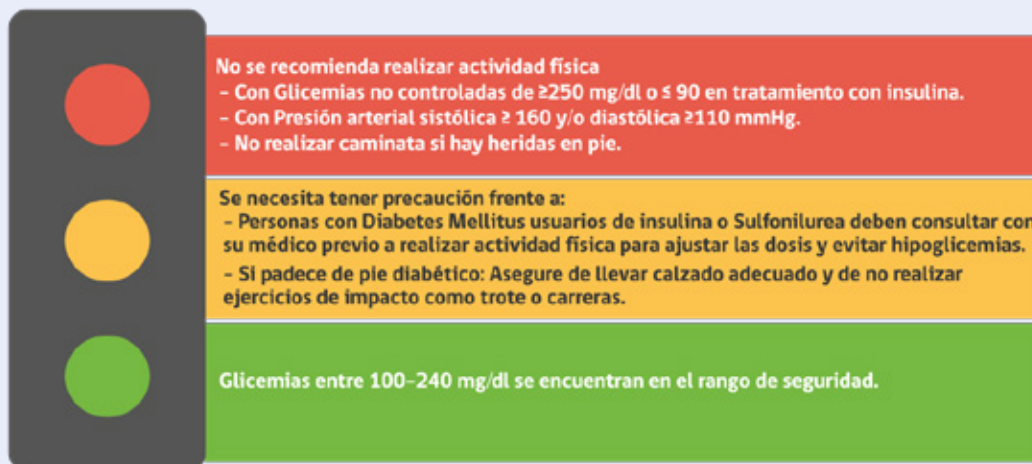 No se recomienda realizar actividad física
- Con Glicemias no controladas de ≥250 mg/dl o ≤ 90 en tratamiento con insulina.
- Con Presión arterial sistólica ≥ 160 y/o diastólica ≥110 mmHg.
- No realizar caminata si hay heridas en pie.
Se necesita tener precaución frente a:
- Personas con Diabetes Mellitus usuarios de insulina o Sulfonilurea deben consultar con
su médico previo a realizar actividad física para ajustar las dosis y evitar hipoglicemias.
- Si padece de pie diabético: Asegure de llevar calzado adecuado y de no realizar
ejercicios de impacto como trote o carreras.
Glicemias entre 100-240 mg/dl se encuentran en el rango de seguridad.